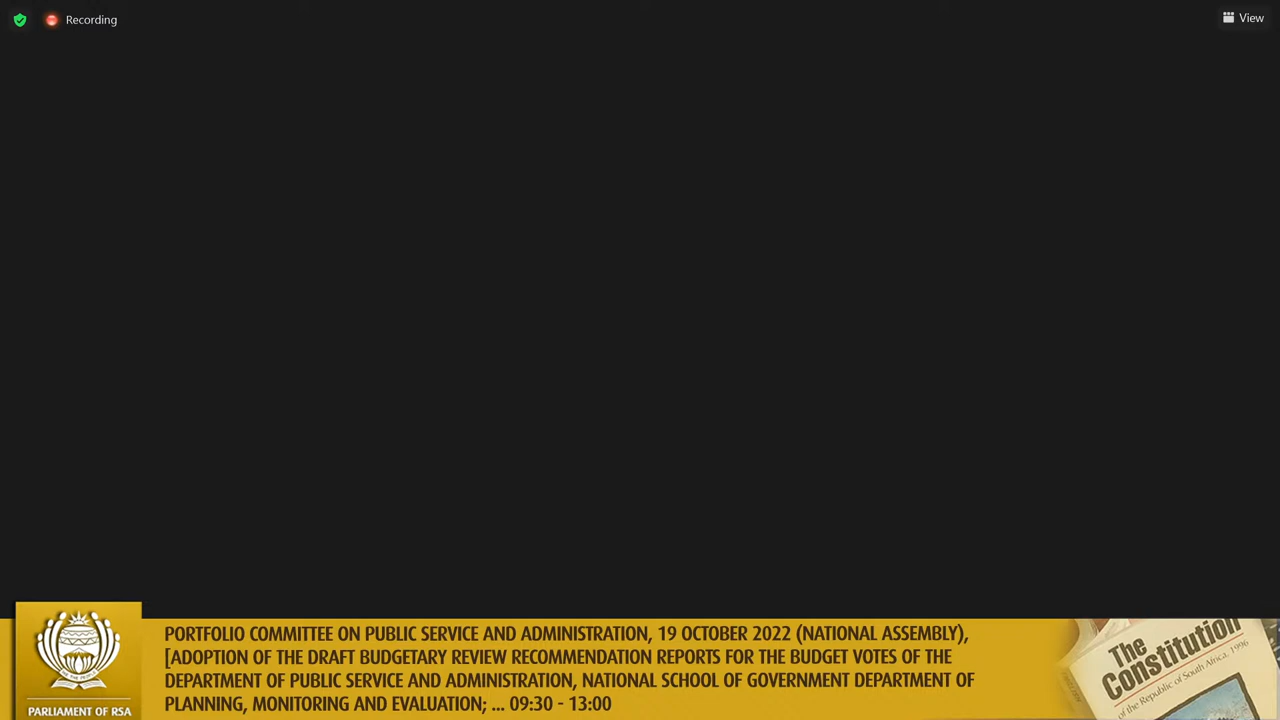 Recording
View
PORTFOLIO COMMITTEE ON PUBLIC SERVICE AND ADMINISTRATION, 19 OCTOBER 2022 (NATIONAL ASSEMBLY),
[ADOPTION OF THE DRAFT BUDGETARY REVIEW RECOMMENDATION REPORTS FOR THE BUDGET VOTES OF THE
DEPARTMENT OF PUBLIC SERVICE AND ADMINISTRATION, NATIONAL SCHOOL OF GOVERNMENT DEPARTMENT OF
PLANNING, MONITORING AND EVALUATION; ... 09:30 - 13:00
PARLIAMENT OF RSA
The
Constitution
of the Republic of South Africa, 1996